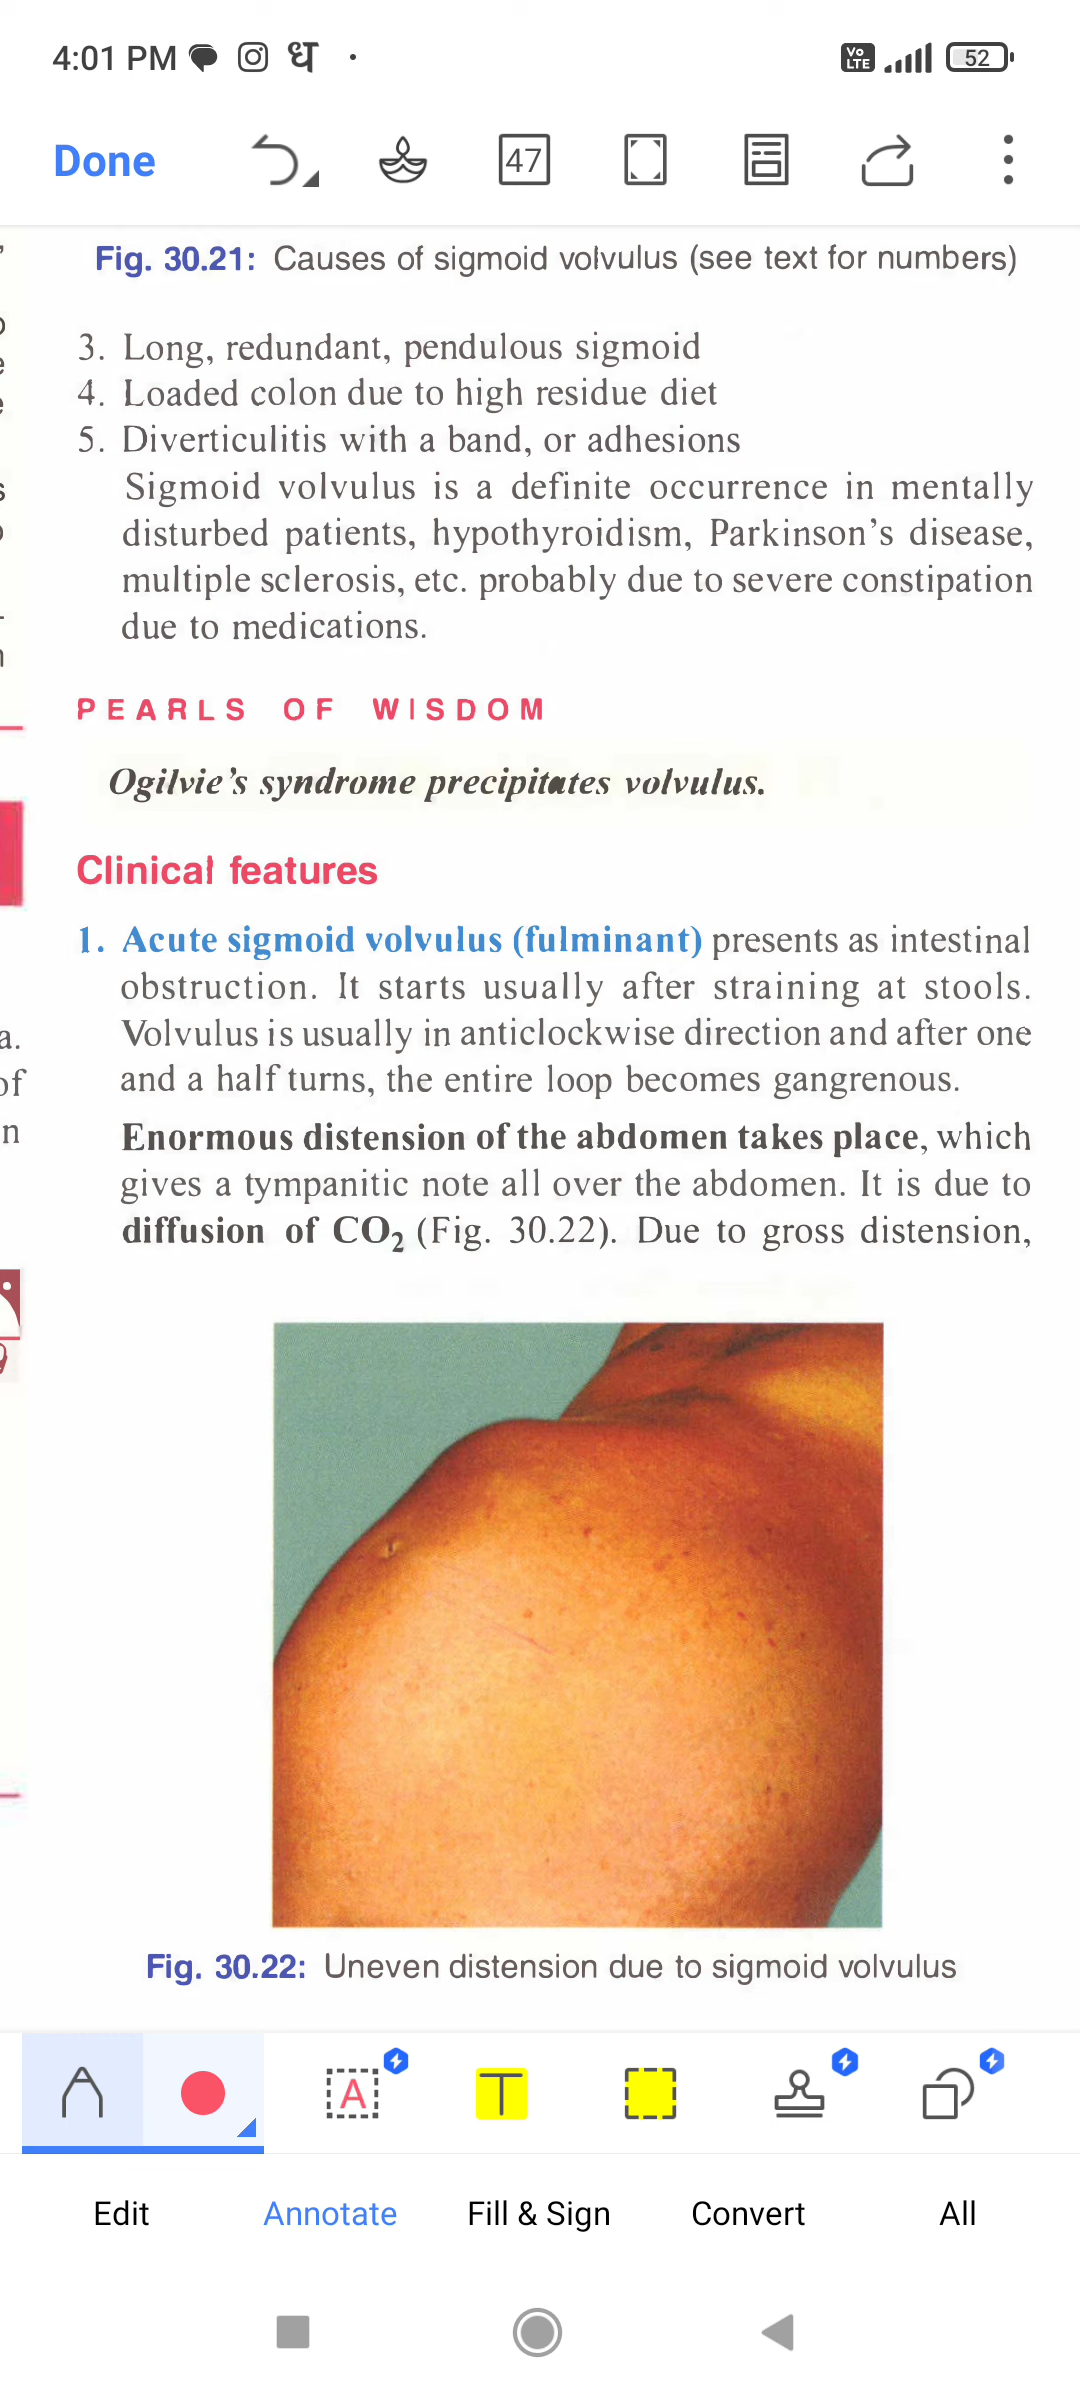 4:01 PM ध
Vo LTE 52
Done 47
Fig. 30.21: Causes of sigmoid volvulus (see text for numbers)
3. Long, redundant, pendulous sigmoid
4. Loaded colon due to high residue diet
5. Diverticulitis with a band, or adhesions
Sigmoid volvulus is a definite occurrence in mentally
disturbed patients, hypothyroidism, Parkinson's disease,
multiple sclerosis, etc. probably due to severe constipation
due to medications.
PEARLS OF WISDOM
Ogilvie's syndrome precipitates volvulus.
Clinical features
1. Acute sigmoid volvulus (fulminant) presents as intestinal
obstruction. It starts usually after straining at stools.
Volvulus is usually in anticlockwise direction and after one
a.
and a half turns, the entire loop becomes gangrenous.
of
Enormous distension of the abdomen takes place, which
n
gives a tympanitic note all over the abdomen. It is due to
diffusion of CO₂ (Fig. 30.22). Due to gross distension,
Fig. 30.22: Uneven distension due to sigmoid volvulus
A T
Edit Annotate Fill & Sign Convert All